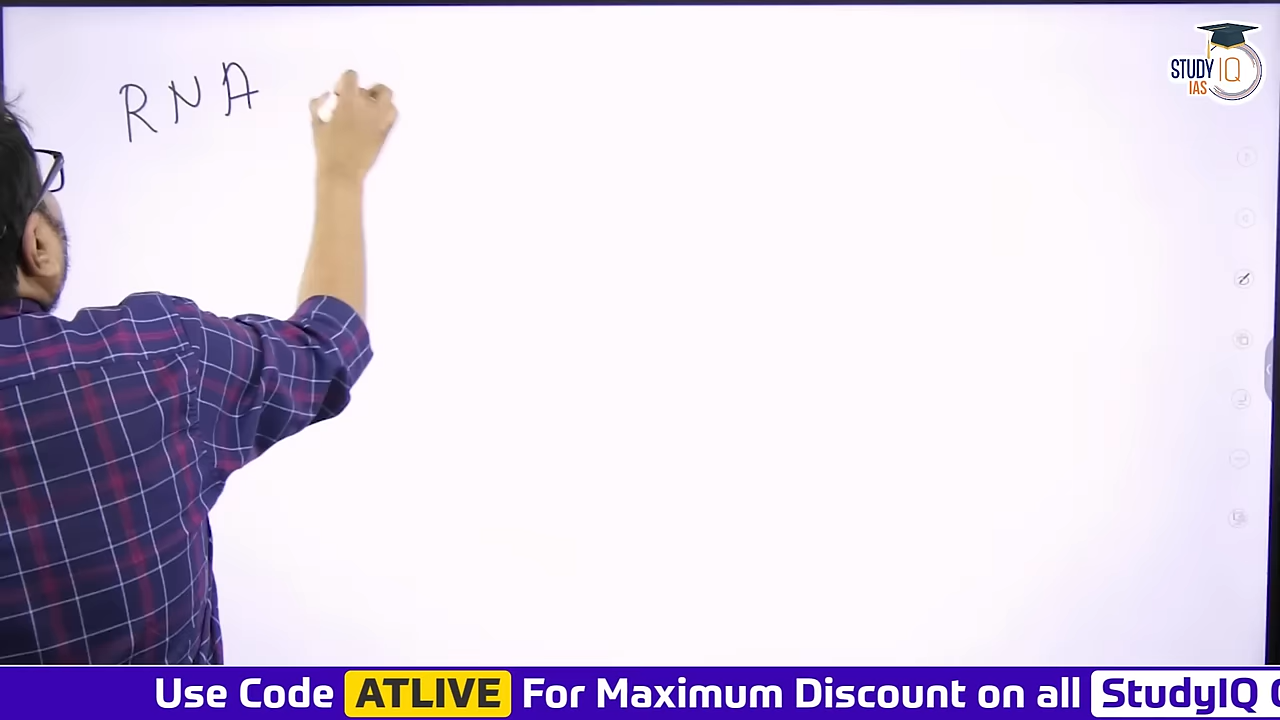 RNA
STUDY IQ
IAS
Use Code ATLIVE For Maximum Discount on all StudyIQ